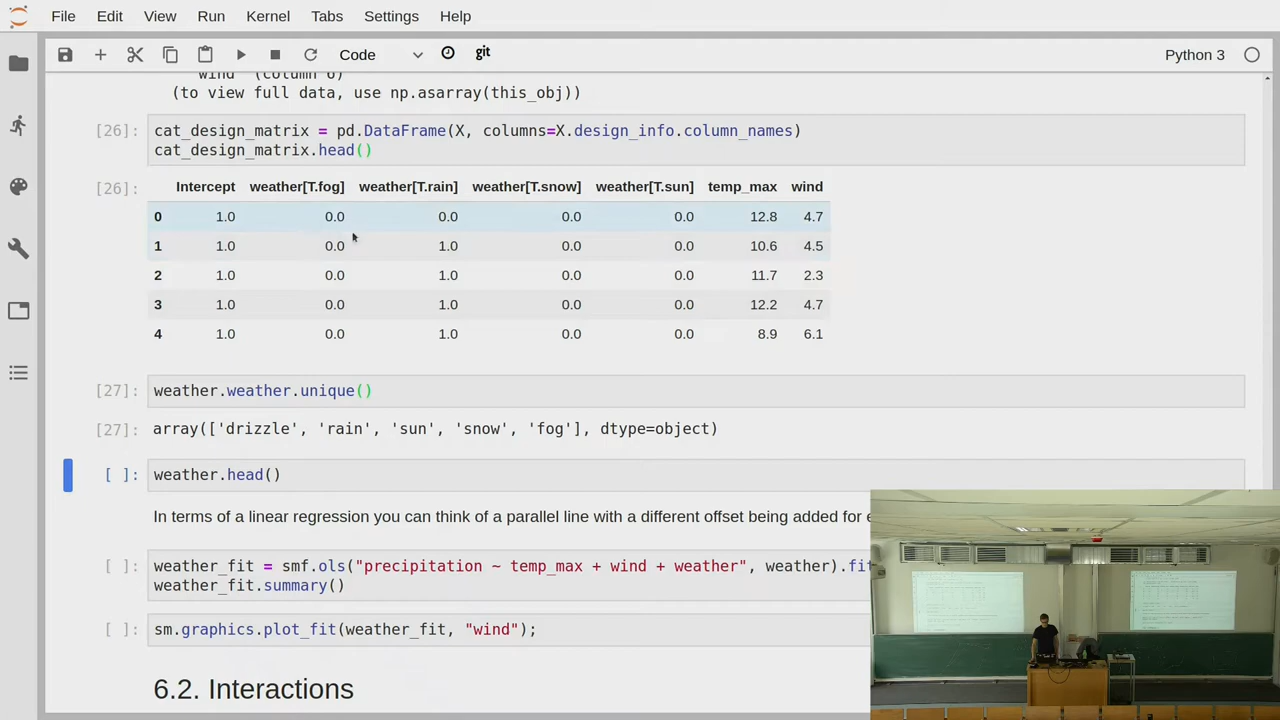 File Edit View Run Kernel Tabs Settings Help
Code git Python 3
wind' (column 6)
(to view full data, use np.asarray(this_obj))
[26]: cat_design_matrix = pd.DataFrame(X, columns=X.design_info.column_names)
cat_design_matrix.head()
[26]: Intercept weather[T.fog] weather[T.rain] weather[T.snow] weather[T.sun] temp_max wind
0 1.0 0.0 0.0 0.0 0.0 12.8 4.7
1 1.0 0.0 1.0 0.0 0.0 10.6 4.5
2 1.0 0.0 1.0 0.0 0.0 11.7 2.3
3 1.0 0.0 1.0 0.0 0.0 12.2 4.7
4 1.0 0.0 1.0 0.0 0.0 8.9 6.1
[27]: weather.weather.unique()
[27]: array(['drizzle', 'rain', 'sun', 'snow', 'fog'], dtype=object)
[ ]: weather.head()
In terms of a linear regression you can think of a parallel line with a different offset being added for
[ ]: weather_fit = smf.ols("precipitation ~ temp_max + wind + weather", weather).fit
weather_fit.summary()
[ ]: sm.graphics.plot_fit(weather_fit, "wind");
6.2. Interactions